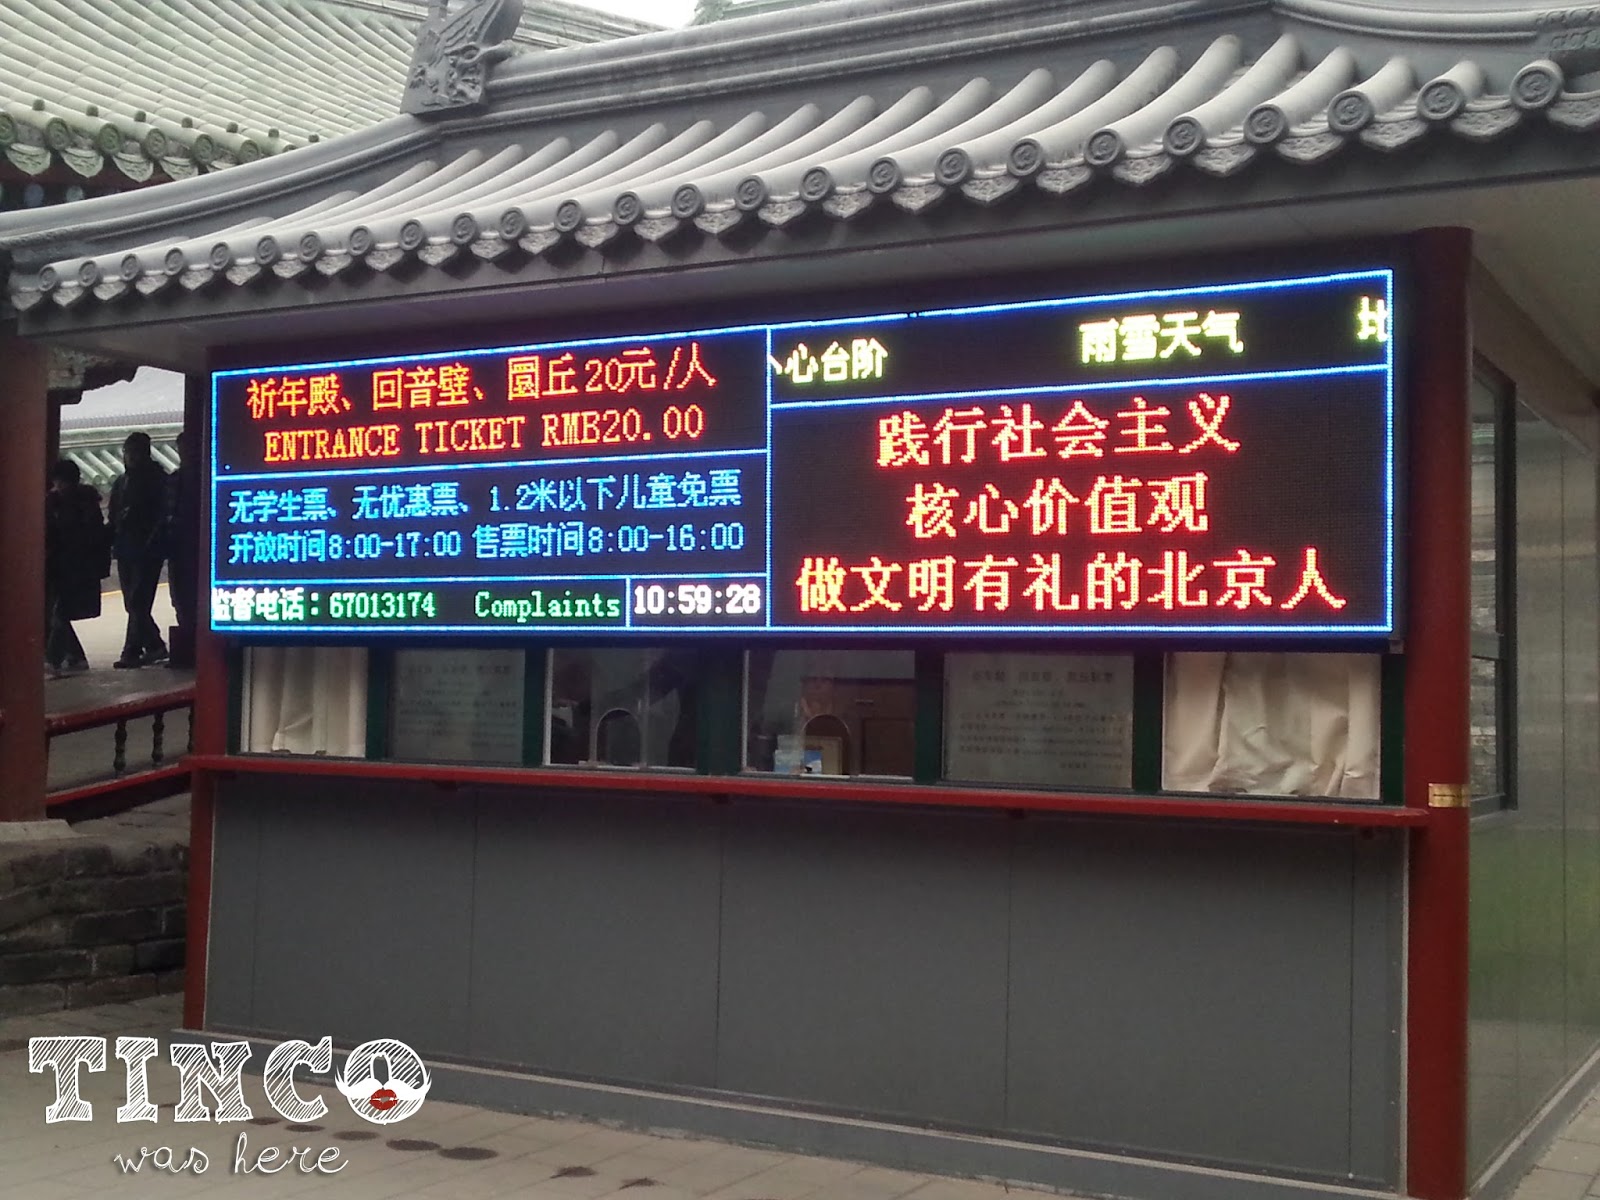 祈年殿、回音壁、圜丘20元/人
ENTRANCE TICKET RMB20.00
无学生票、无优惠票、1.2米以下儿童免票
开放时间8:00-17:00 售票时间8:00-16:00
监督电话：67013174 Complaints
10:59:28
心台阶 雨雪天气
践行社会主义
核心价值观
做文明有礼的北京人
TINCO
was here